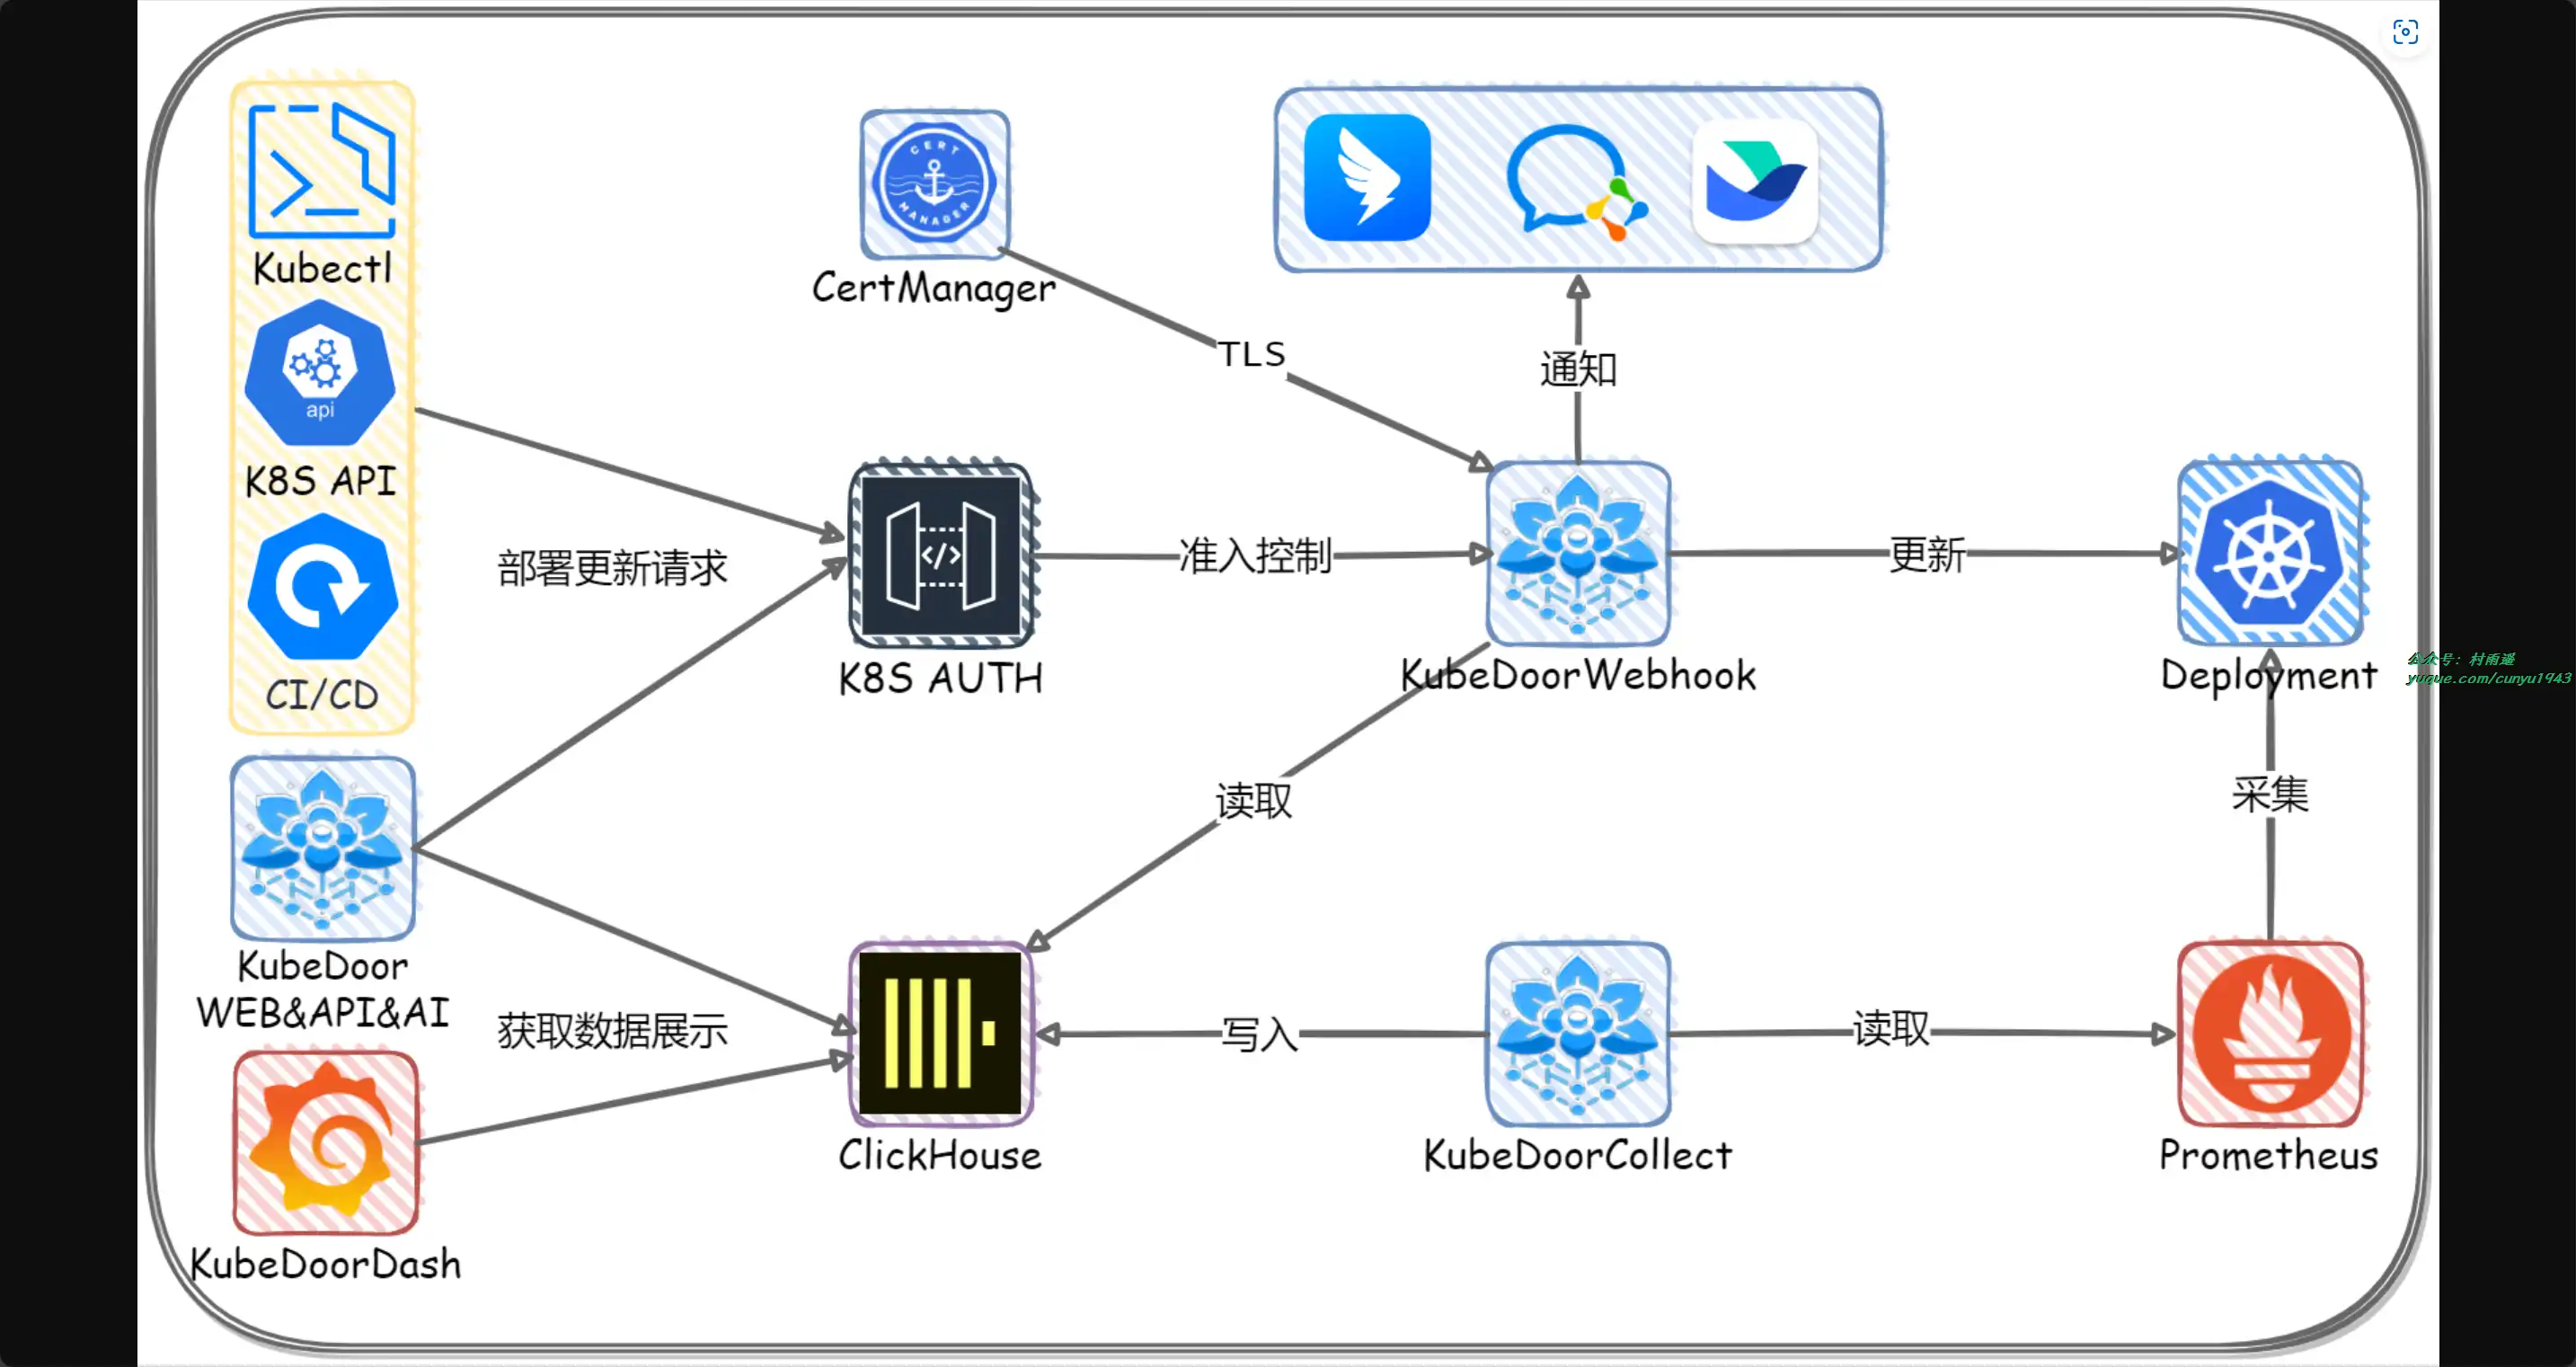 Kubectl
api
K8S API
CI/CD
KubeDoor
WEB&API&AI
KubeDoorDash
部署更新请求
获取数据展示
CERT
MANAGER
CertManager
TLS
通知
</>
K8S AUTH
准入控制
KubeDoorWebhook
更新
Deployment
读取
采集
ClickHouse
写入
KubeDoorCollect
读取
Prometheus
公众号：村雨遥
yuque.com/cunyu1943